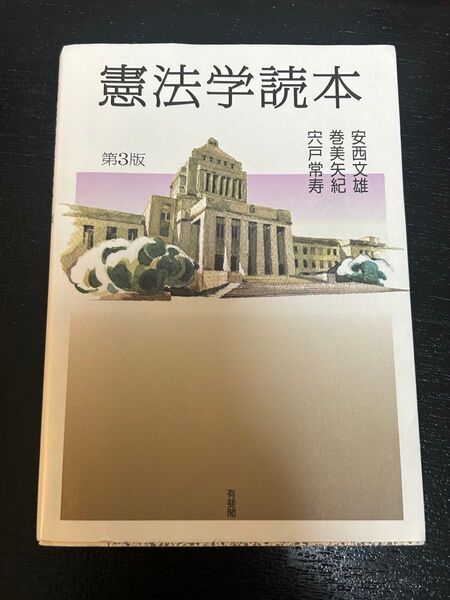 憲法学読本
第3版
安西文雄
巻美矢紀
宍戸常寿
有斐閣